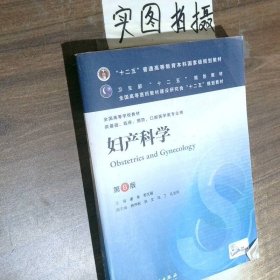 实图拍摄
"十二五"普通高等教育本科国家级规划教材
卫生部"十二五"规划教材
全国高等医药教材建设研究会"十二五"规划教材
全国高等学校教材
供基础、临床、预防、口腔医学类专业用
妇产科学
Obstetrics and Gynecology
第8版